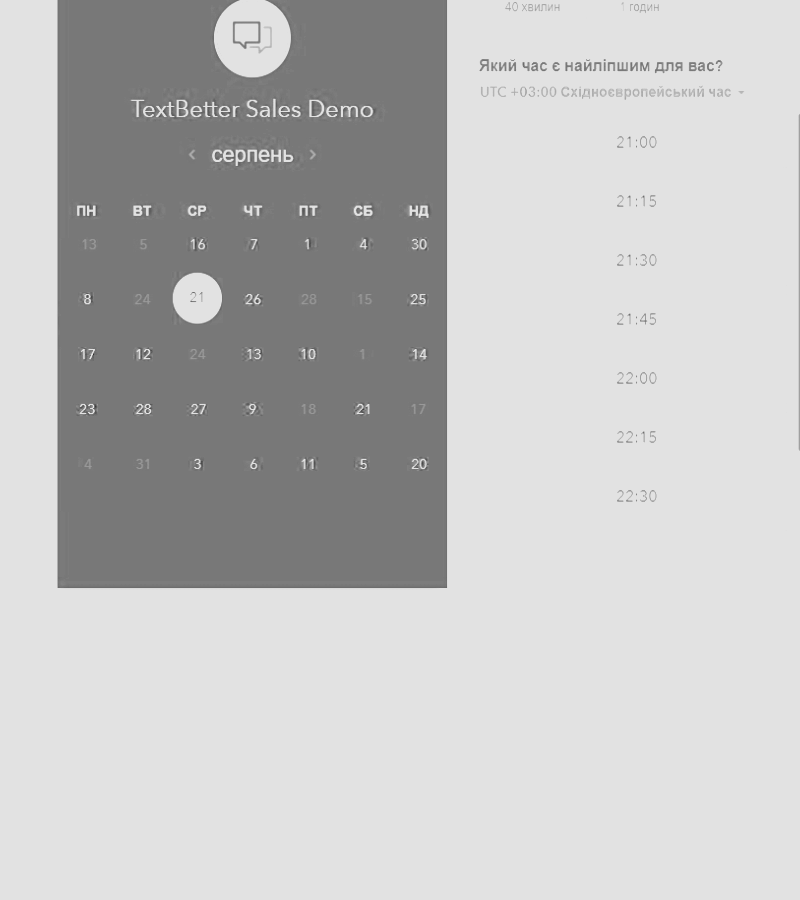 TextBetter Sales Demo
серпень
ПН ВТ СР ЧТ ПТ СБ НД
13 5 16 7 1 4 30
8 24 21 26 28 15 25
17 12 24 13 10 1 14
23 28 27 9 18 21 17
4 31 3 6 11 5 20
40 хвилин 1 годин
Який час є найліпшим для вас?
UTC +03:00 Східноєвропейський час
21:00
21:15
21:30
21:45
22:00
22:15
22:30